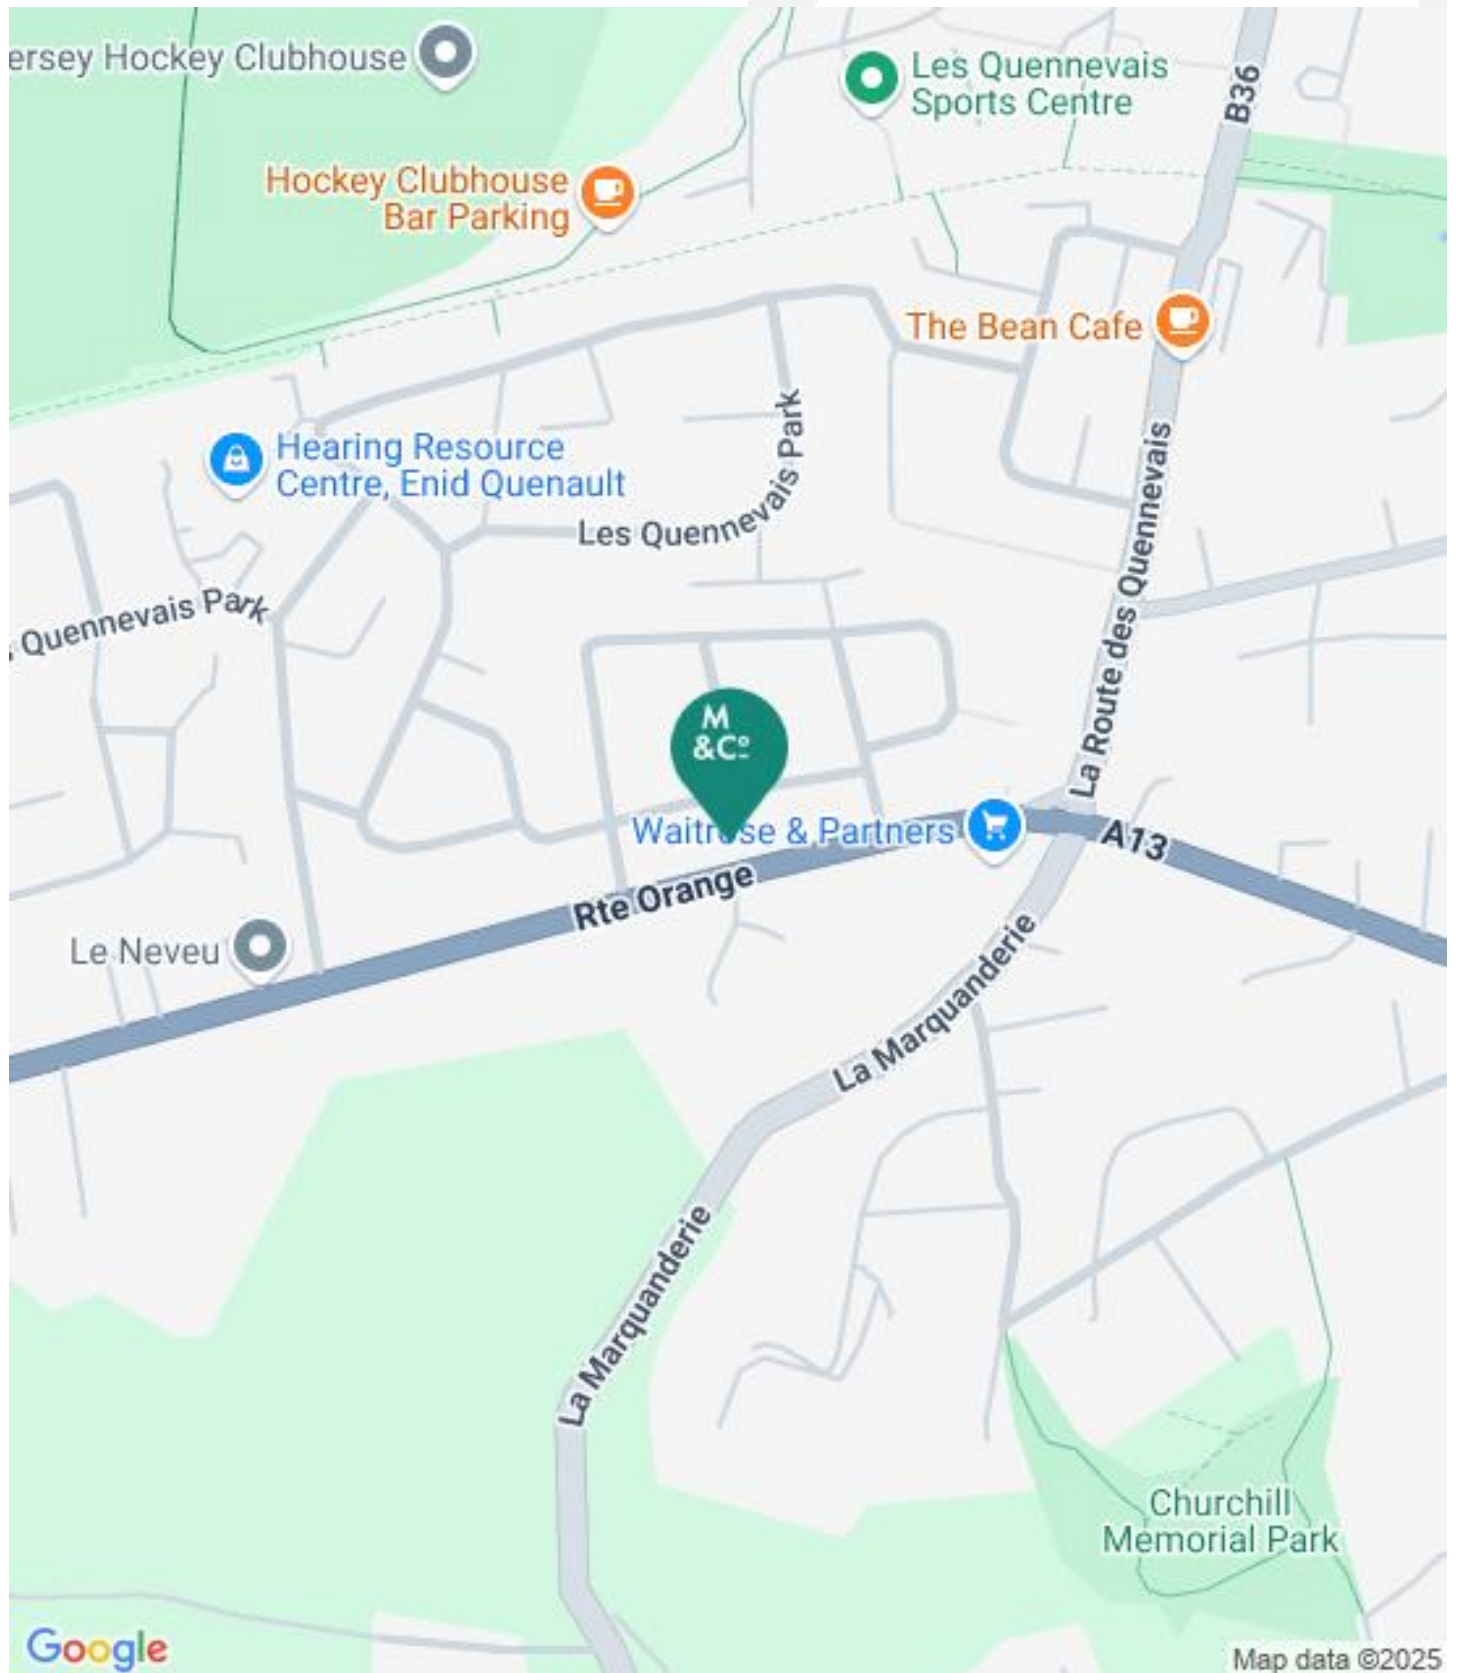 ersey Hockey Clubhouse
Les Quennevais
Sports Centre
B36
Hockey Clubhouse
Bar Parking
The Bean Cafe
Hearing Resource
Centre, Enid Quenault
Les Quennevais Park
Quennevais Park
La Route des Quennevais
M
&Cº
Waitrose & Partners
A13
Rte Orange
Le Neveu
La Marquanderie
La Marquanderie
Churchill
Memorial Park
Google
Map data ©2025